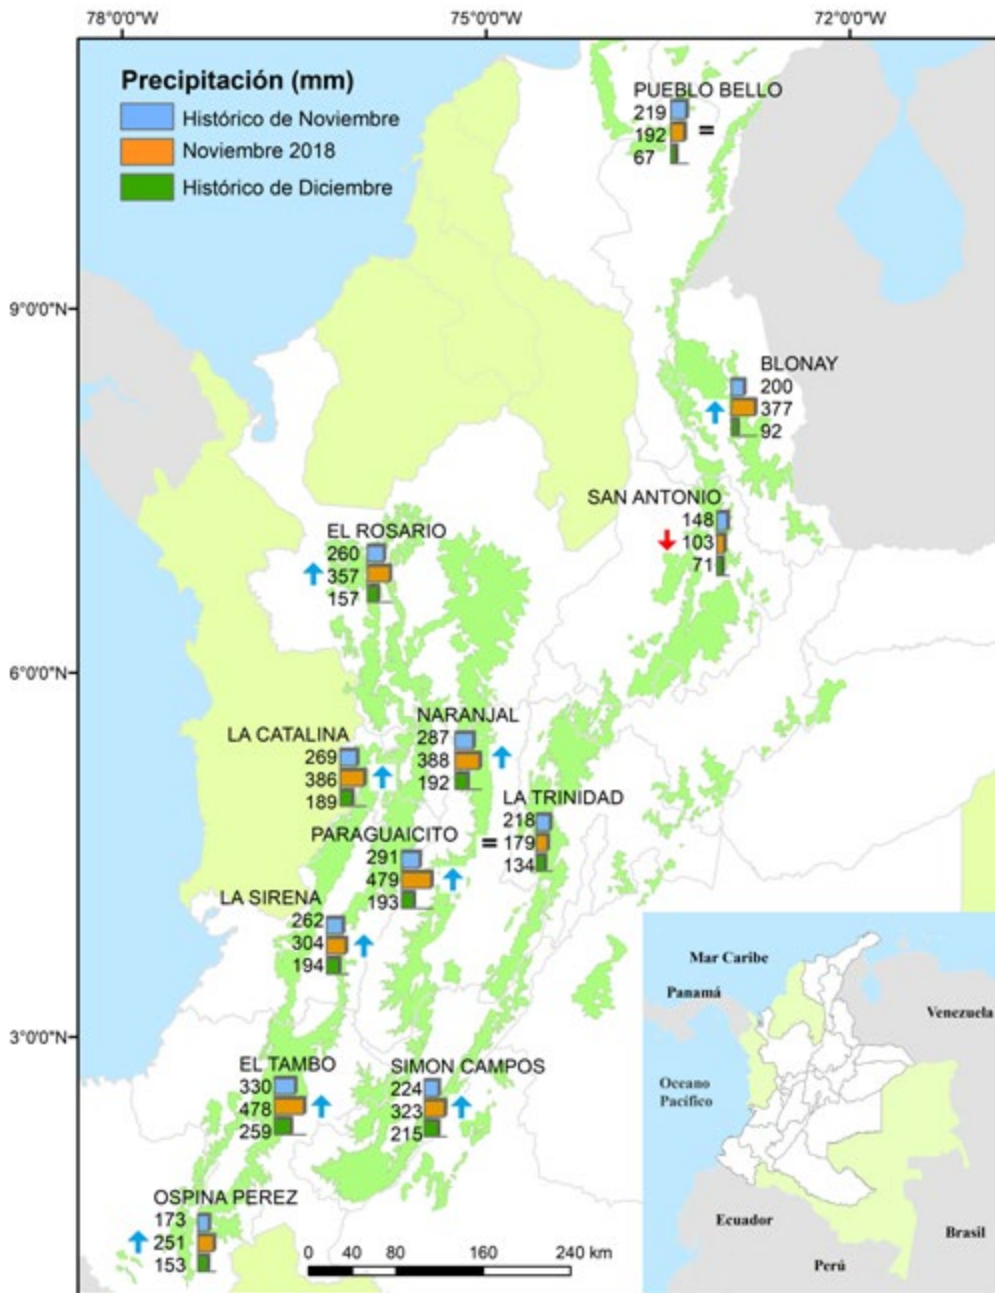 78°0'0"W
75°0'0"W
72°0'0"W
Precipitación (mm)
Histórico de Noviembre
Noviembre 2018
Histórico de Diciembre
PUEBLO BELLO
219
192 =
67
9°0'0"N
BLONAY
200
377
92
SAN ANTONIO
148
103
71
EL ROSARIO
260
357
157
6°0'0"N
NARANJAL
287
388
192
LA CATALINA
269
386
189
LA TRINIDAD
218
= 179
134
PARAGUAICITO
291
479
193
LA SIRENA
262
304
194
3°0'0"N
EL TAMBO
330
478
259
SIMON CAMPOS
224
323
215
OSPINA PEREZ
173
251
153
0 40 80 160 240 km
Mar Caribe
Panamá
Venezuela
Oceano
Pacífico
Ecuador
Brasil
Perú